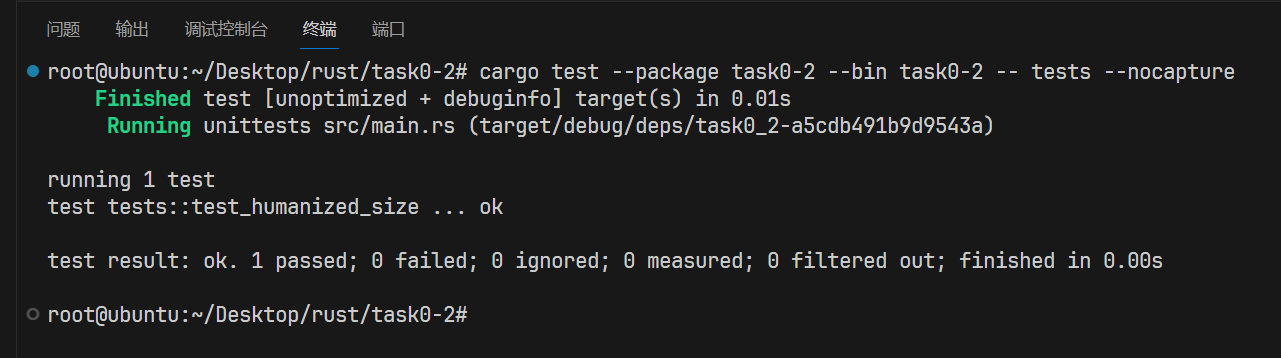 问题 输出 调试控制台 终端 端口
root@ubuntu:~/Desktop/rust/task0-2# cargo test --package task0-2 --bin task0-2 -- tests --nocapture
Finished test [unoptimized + debuginfo] target(s) in 0.01s
Running unittests src/main.rs (target/debug/deps/task0_2-a5cdb491b9d9543a)
running 1 test
test tests::test_humanized_size ... ok
test result: ok. 1 passed; 0 failed; 0 ignored; 0 measured; 0 filtered out; finished in 0.00s
root@ubuntu:~/Desktop/rust/task0-2#